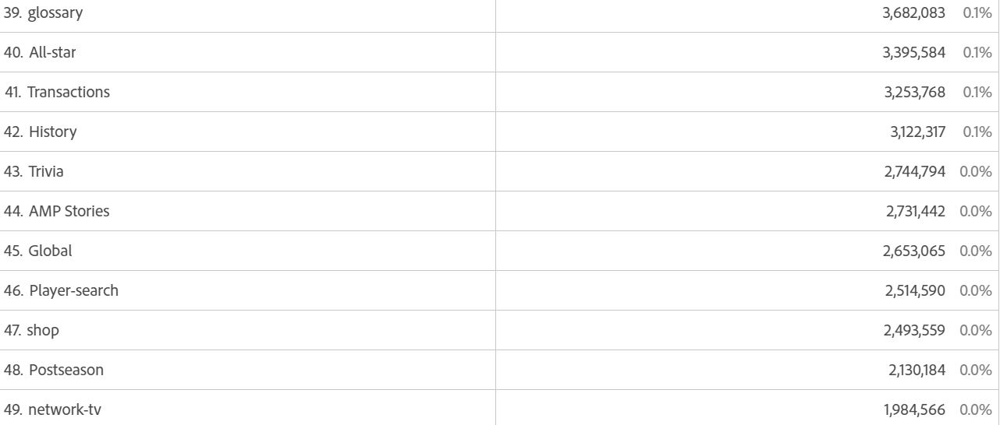 39. glossary 3,682,083 0.1%
40. All-star 3,395,584 0.1%
41. Transactions 3,253,768 0.1%
42. History 3,122,317 0.1%
43. Trivia 2,744,794 0.0%
44. AMP Stories 2,731,442 0.0%
45. Global 2,653,065 0.0%
46. Player-search 2,514,590 0.0%
47. shop 2,493,559 0.0%
48. Postseason 2,130,184 0.0%
49. network-tv 1,984,566 0.0%